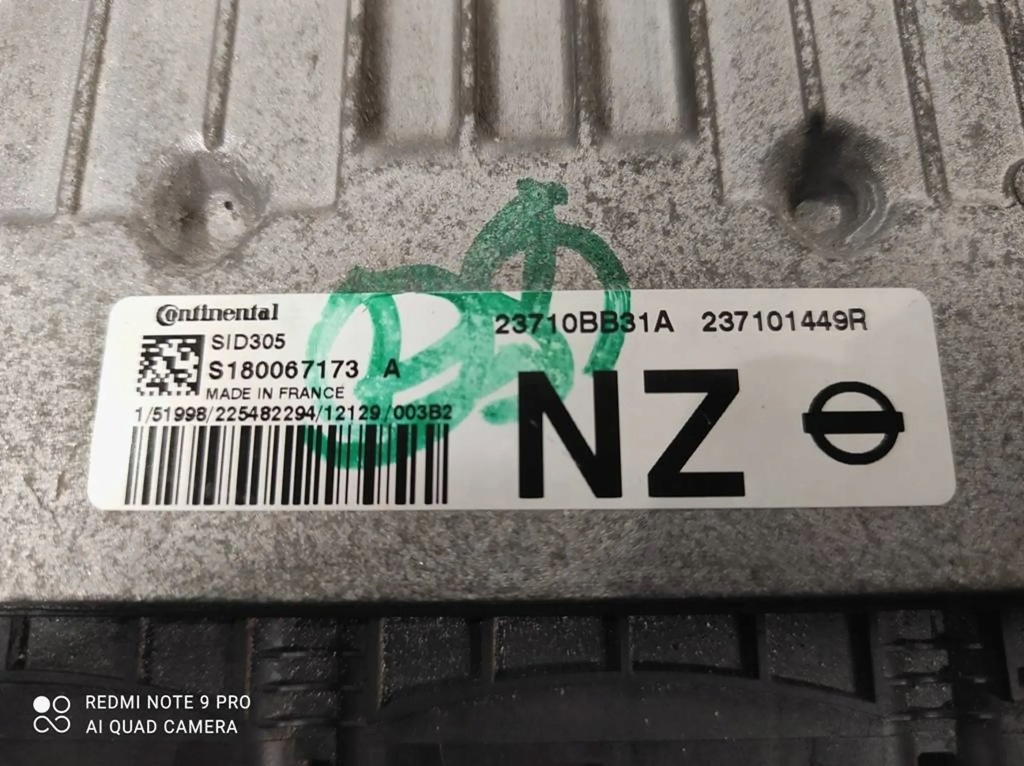 Continental
SID305
S180067173 A
MADE IN FRANCE
1/51998/225482294/12129/003B2
23710BB31A 237101449R
NZ
REDMI NOTE 9 PRO
AI QUAD CAMERA